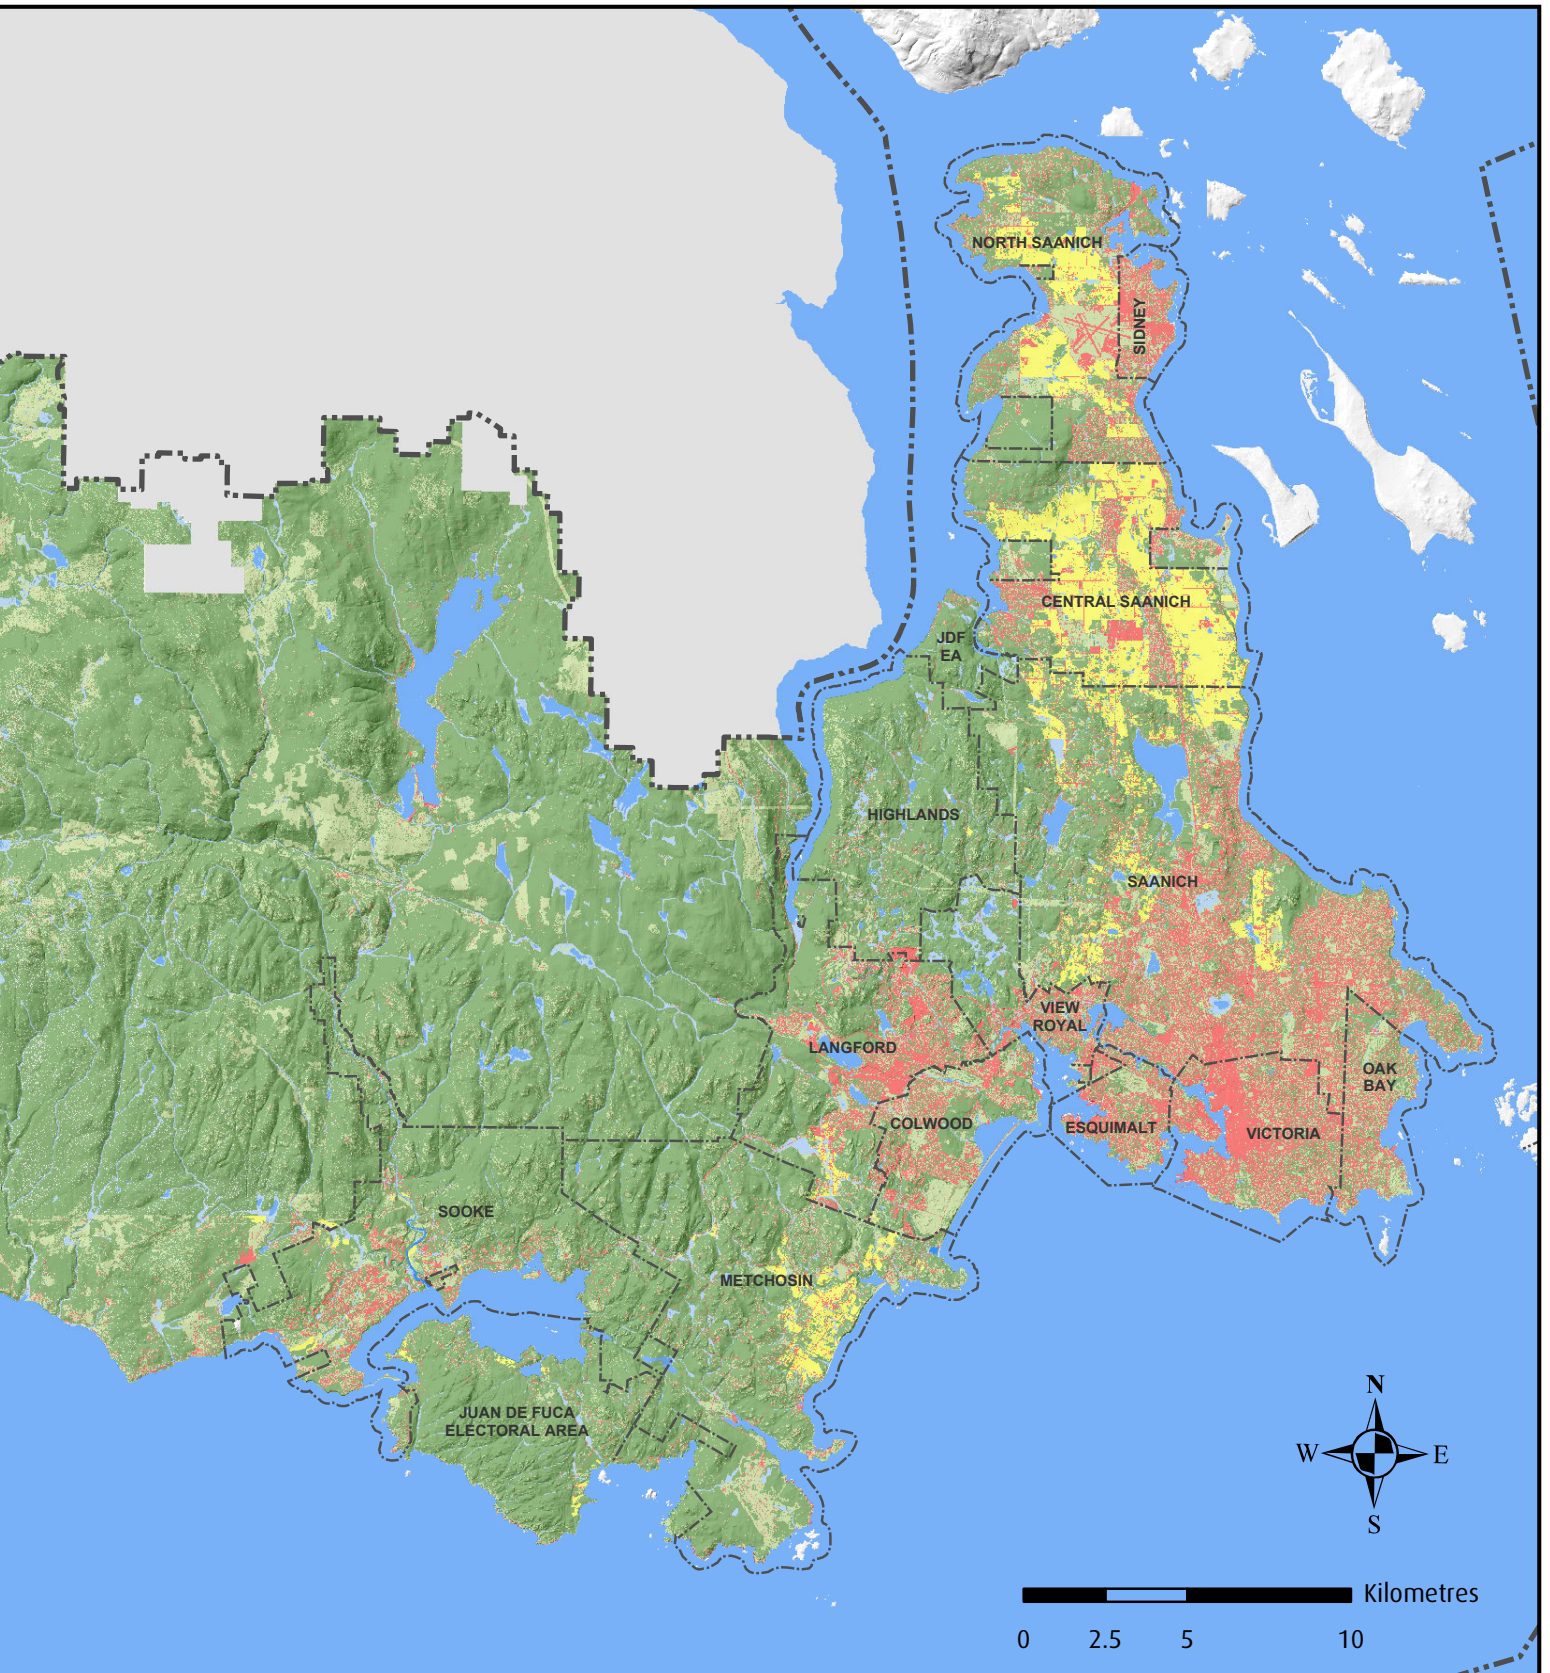 NORTH SAANICH
SIDNEY
CENTRAL SAANICH
JDF
EA
HIGHLANDS
SAANICH
VIEW
ROYAL
LANGFORD
OAK
BAY
COLWOOD
ESQUIMALT
VICTORIA
SOOKE
METCHOSIN
JUAN DE FUCA
ELECTORAL AREA
N
W
E
S
Kilometres
0 2.5 5 10